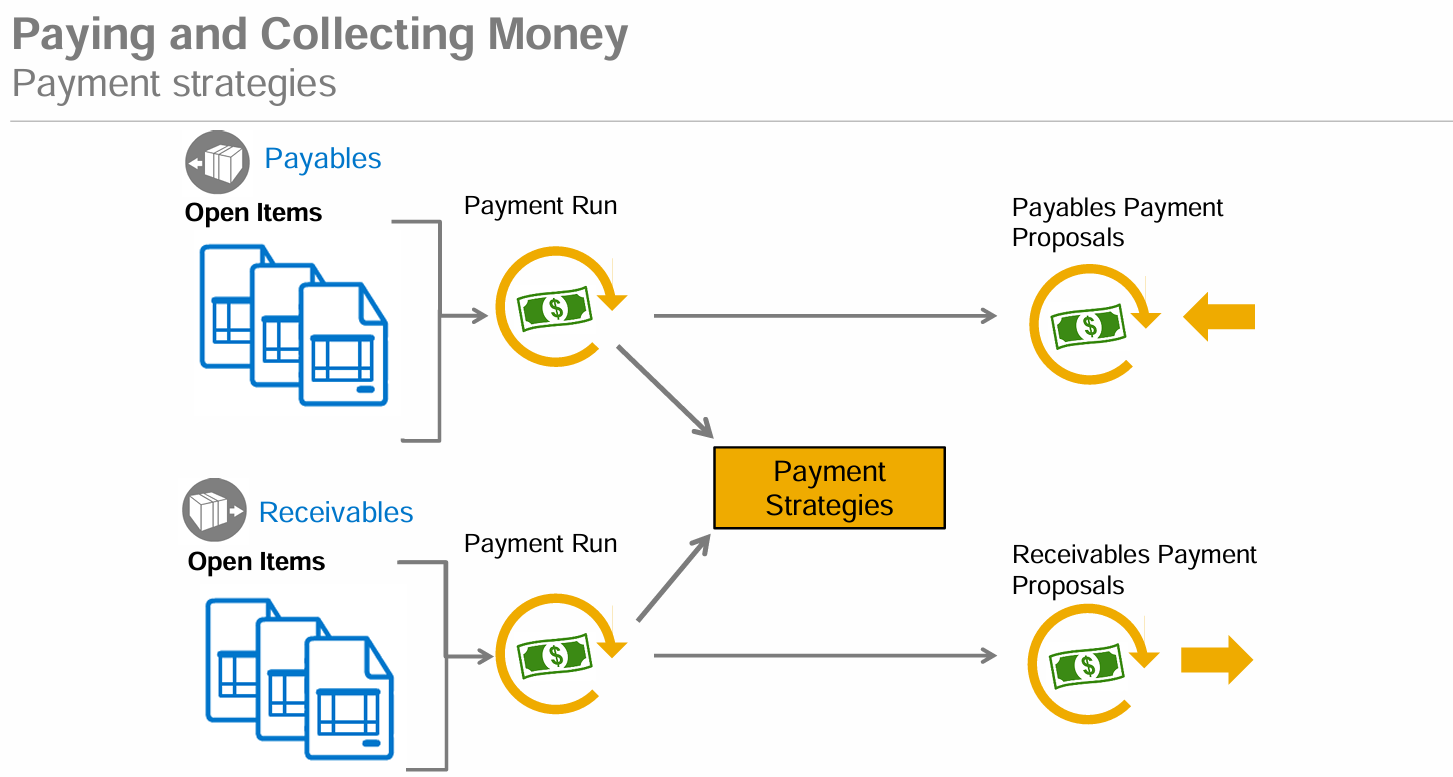 Paying and Collecting Money
Payment strategies
Payables
Open Items
Payment Run
Payables Payment
Proposals
$
$
Payment
Strategies
Receivables
Open Items
Payment Run
Receivables Payment
Proposals
$
$